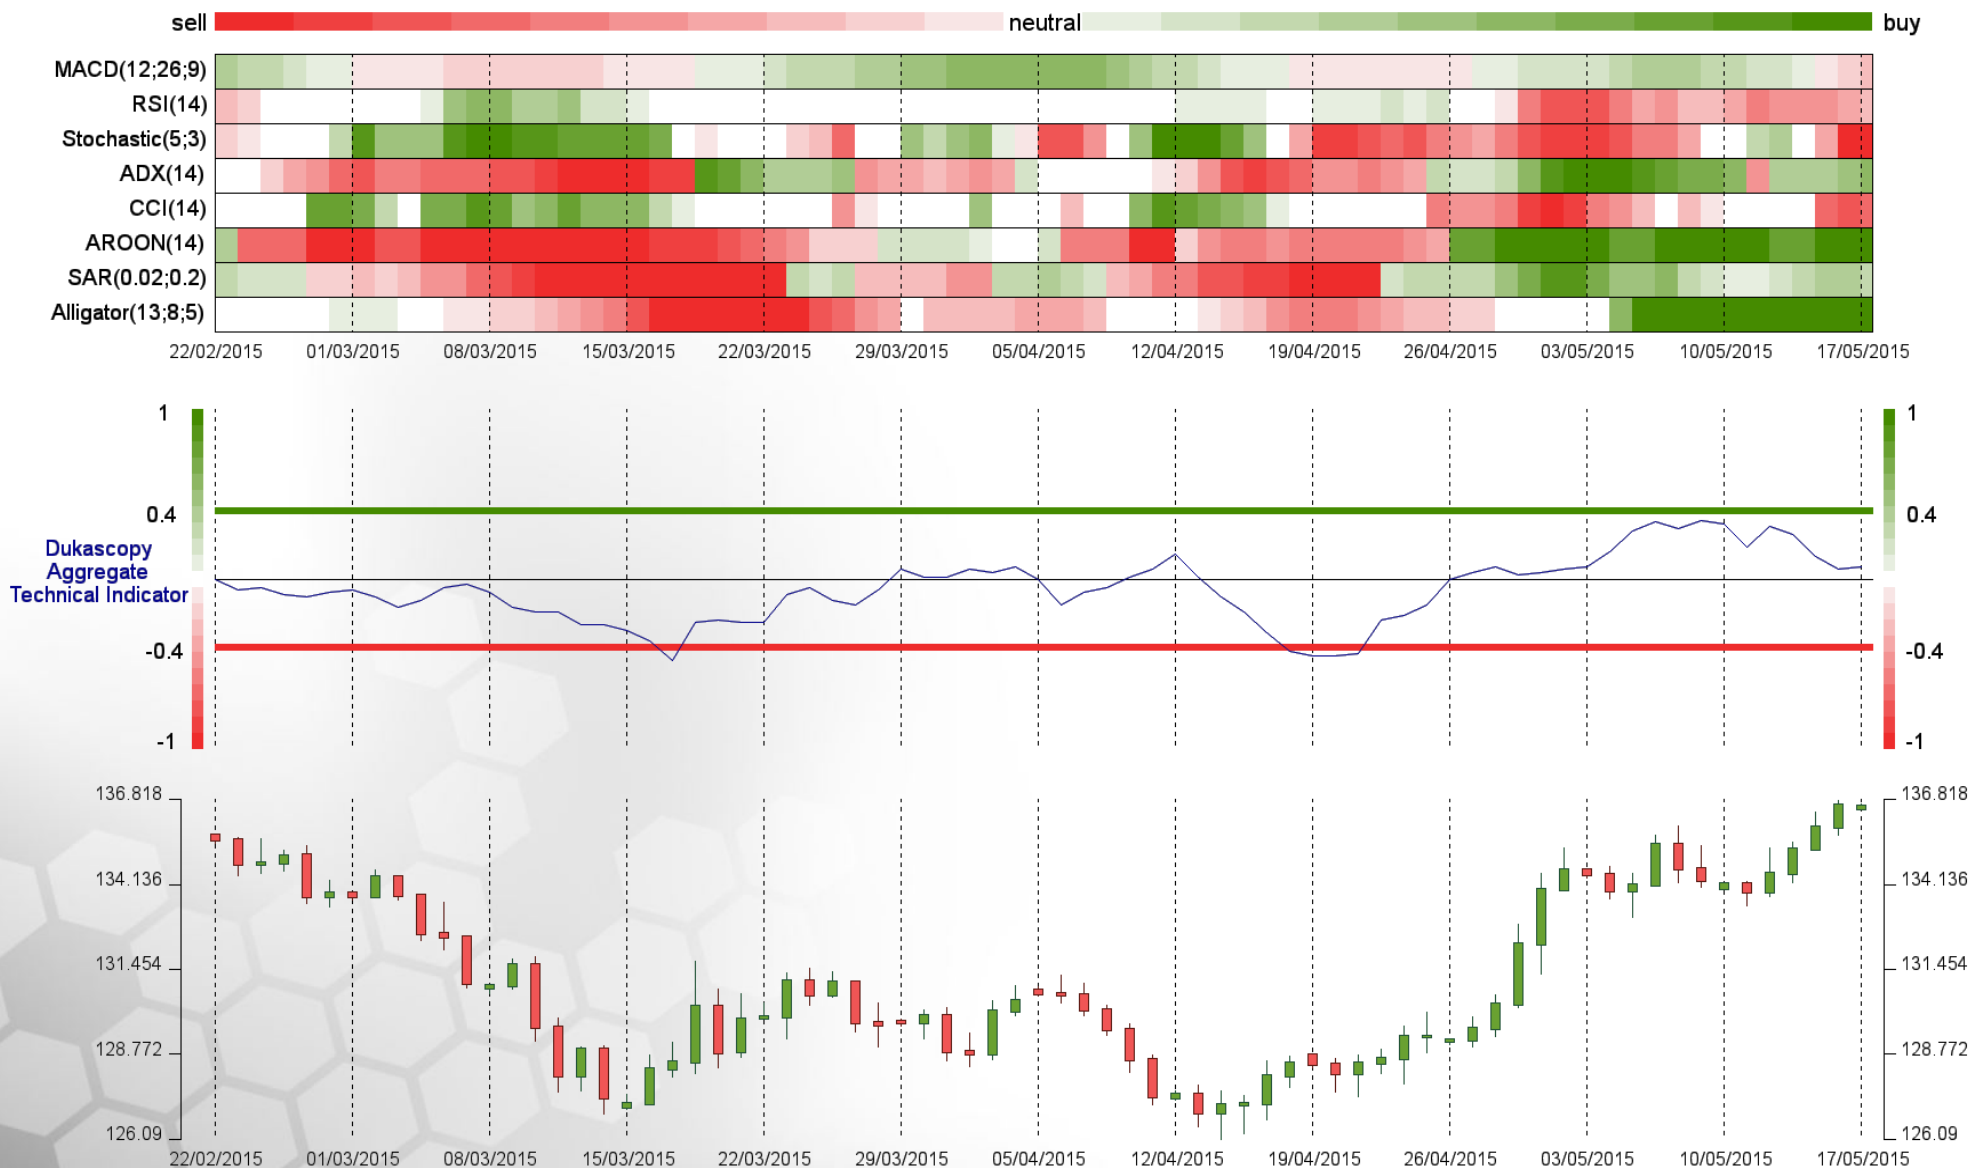 sell neutral buy
MACD(12;26;9)
RSI(14)
Stochastic(5;3)
ADX(14)
CCI(14)
AROON(14)
SAR(0.02;0.2)
Alligator(13;8;5)
22/02/2015 01/03/2015 08/03/2015 15/03/2015 22/03/2015 29/03/2015 05/04/2015 12/04/2015 19/04/2015 26/04/2015 03/05/2015 10/05/2015 17/05/2015
1 1
0.4 0.4
Dukascopy
Aggregate
Technical Indicator
-0.4 -0.4
-1 -1
136.818 136.818
134.136 134.136
131.454 131.454
128.772 128.772
126.09 126.09
22/02/2015 01/03/2015 08/03/2015 15/03/2015 22/03/2015 29/03/2015 05/04/2015 12/04/2015 19/04/2015 26/04/2015 03/05/2015 10/05/2015 17/05/2015